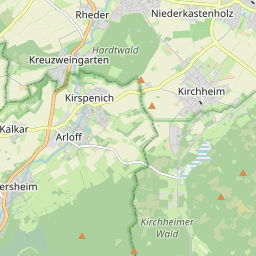 Rheder
Niederkastenholz
Hardtwald
Kreuzweingarten
Kirspenich
Kirchheim
Kalkar
Arloff
ersheim
Kirchheimer
Wald